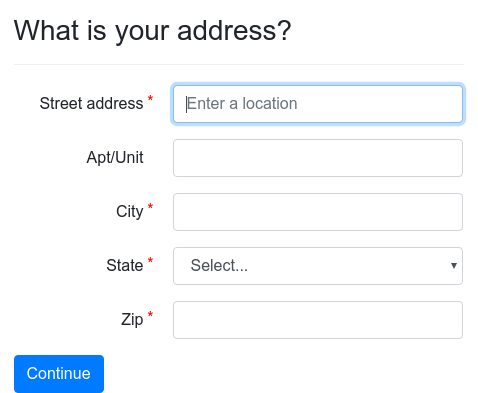 What is your address?
Street address *
Enter a location
Apt/Unit
City *
State *
Select...
Zip *
Continue